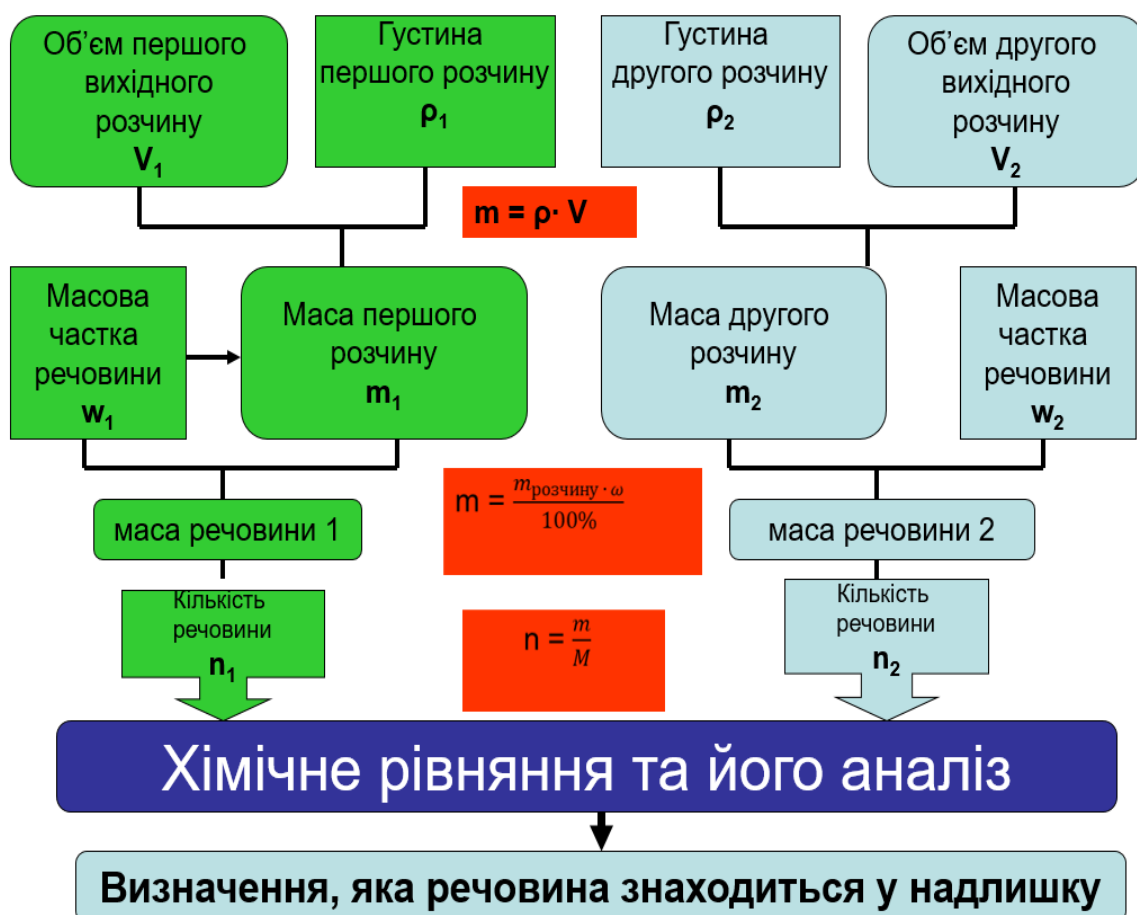 Об’єм першого
вихідного
розчину
V₁
Густина
першого розчину
ρ₁
Густина
другого розчину
ρ₂
Об’єм другого
вихідного
розчину
V₂
m = ρ· V
Масова
частка
речовини
w₁
Маса першого
розчину
m₁
Маса другого
розчину
m₂
Масова
частка
речовини
w₂
m = m розчину · ω / 100%
маса речовини 1
маса речовини 2
Кількість
речовини
n₁
n = m / M
Кількість
речовини
n₂
Хімічне рівняння та його аналіз
Визначення, яка речовина знаходиться у надлишку